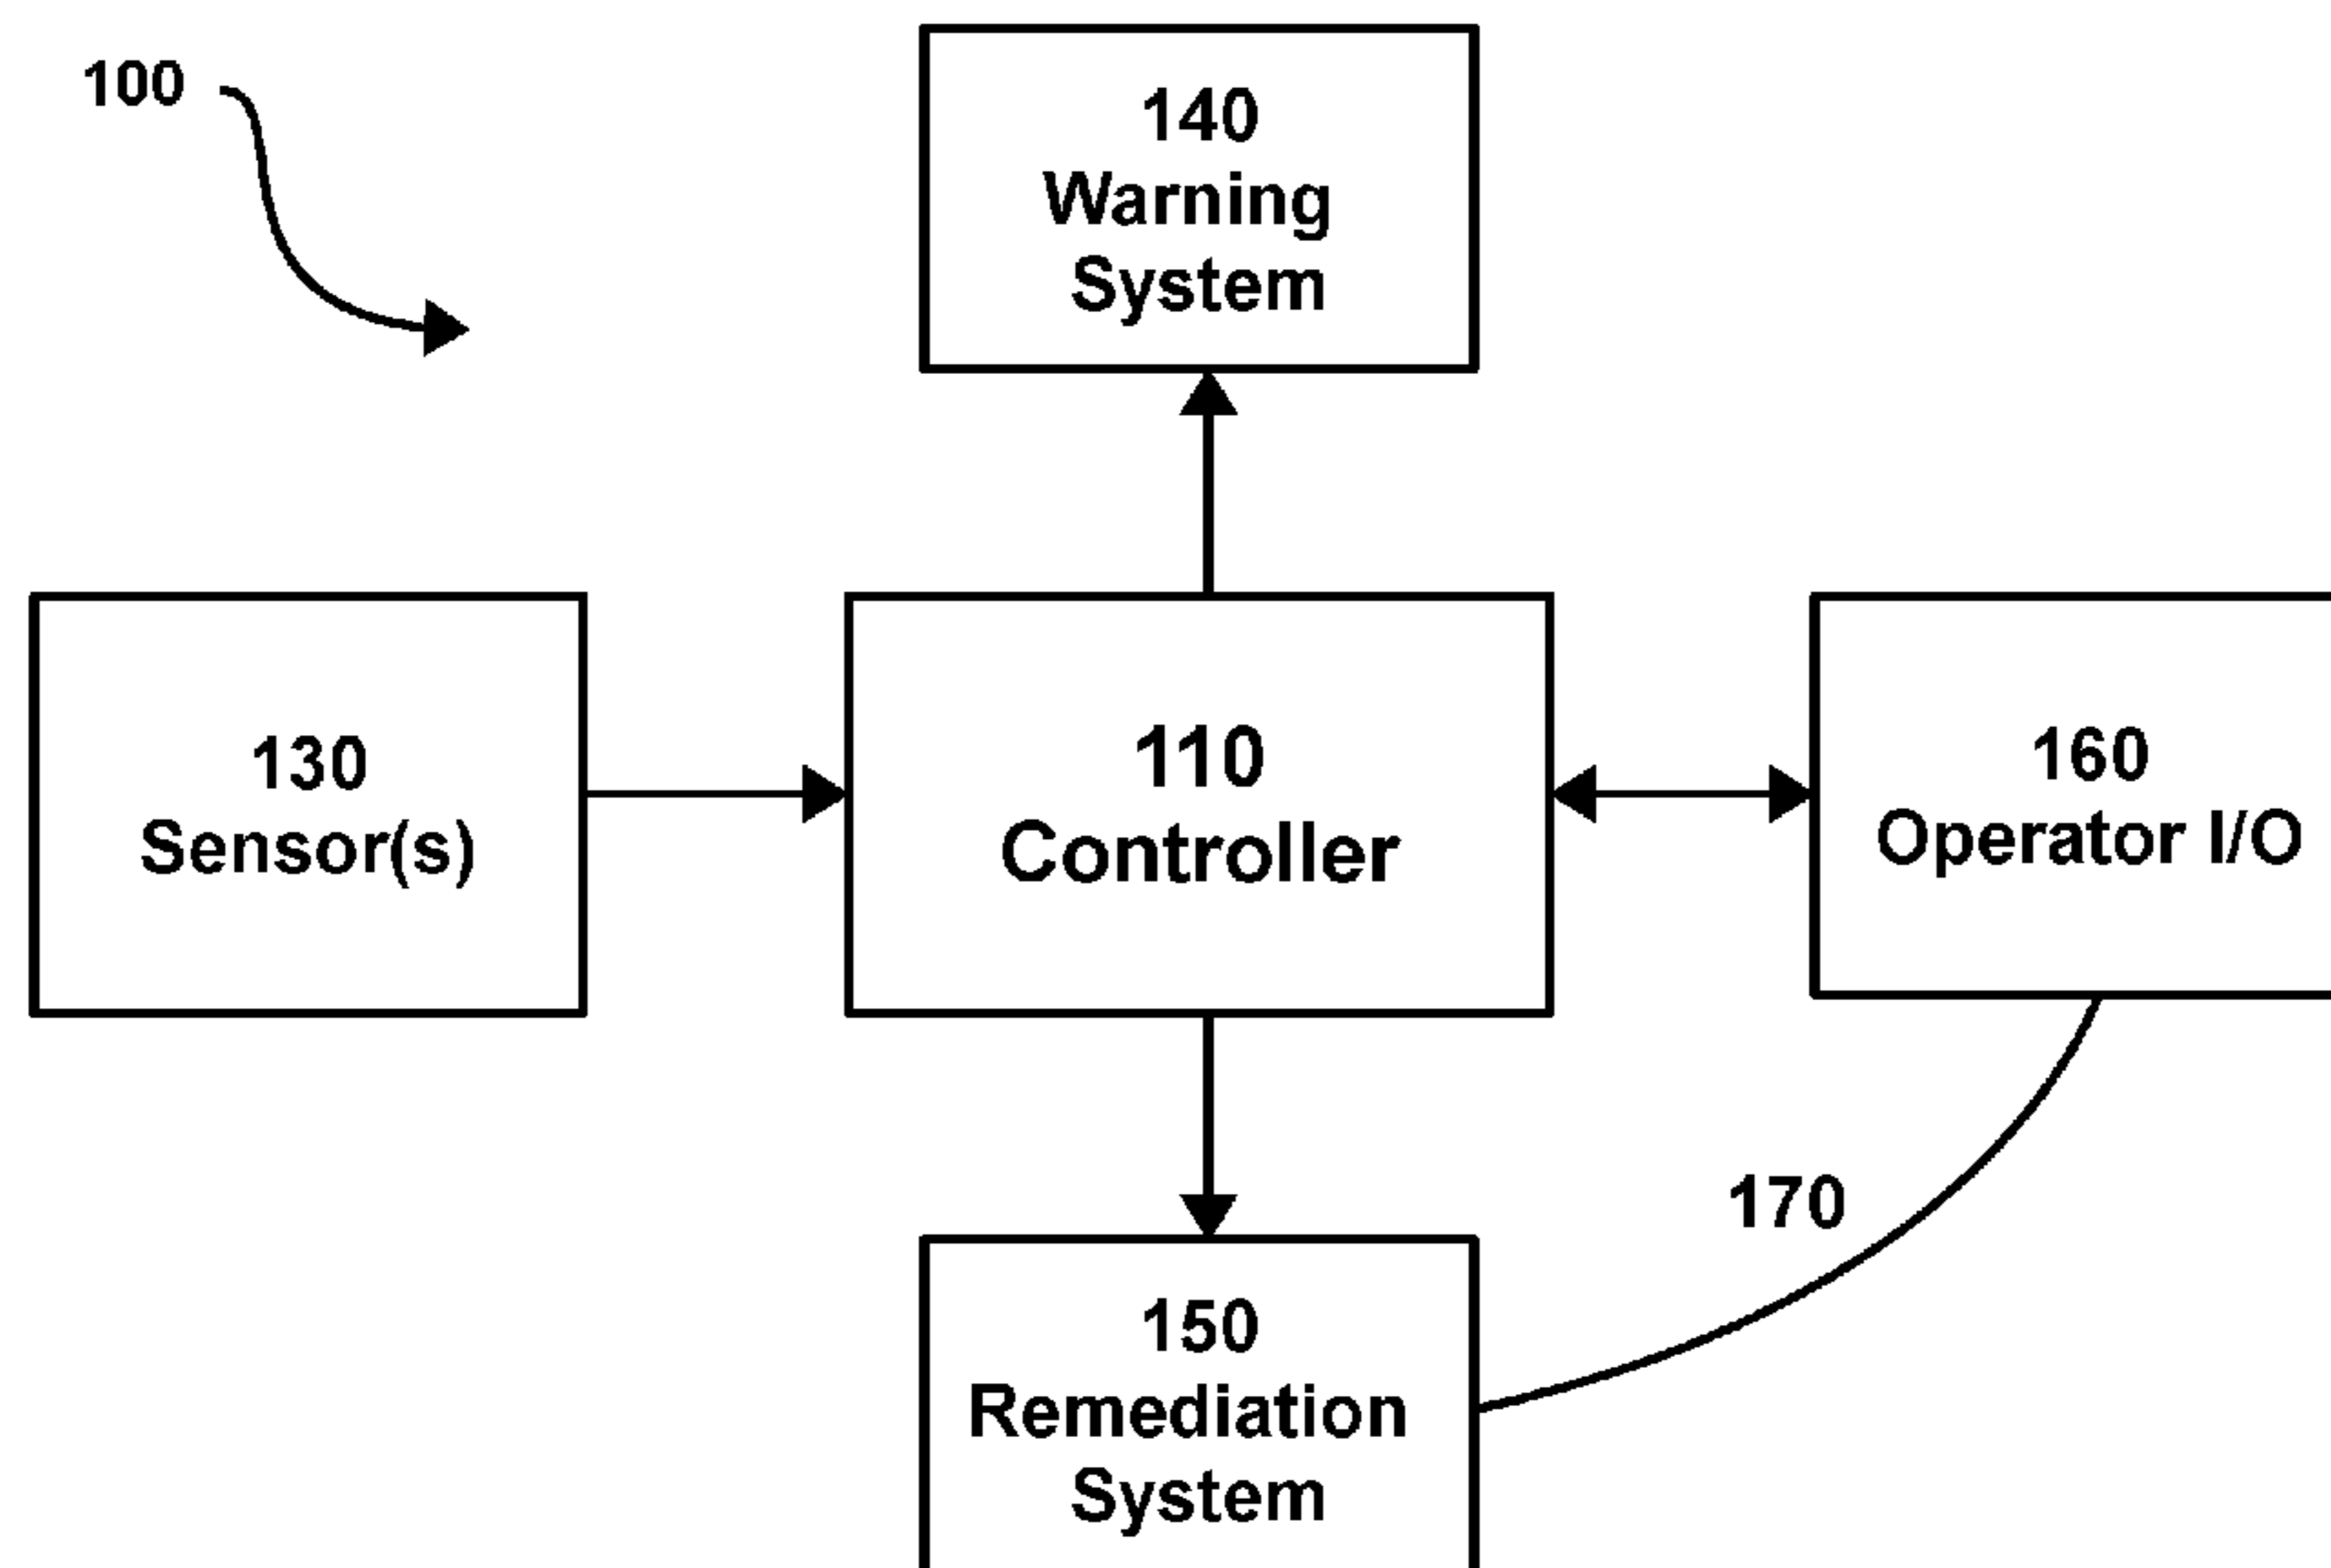 100
140
Warning
System
130
Sensor(s)
110
Controller
160
Operator I/O
170
150
Remediation
System